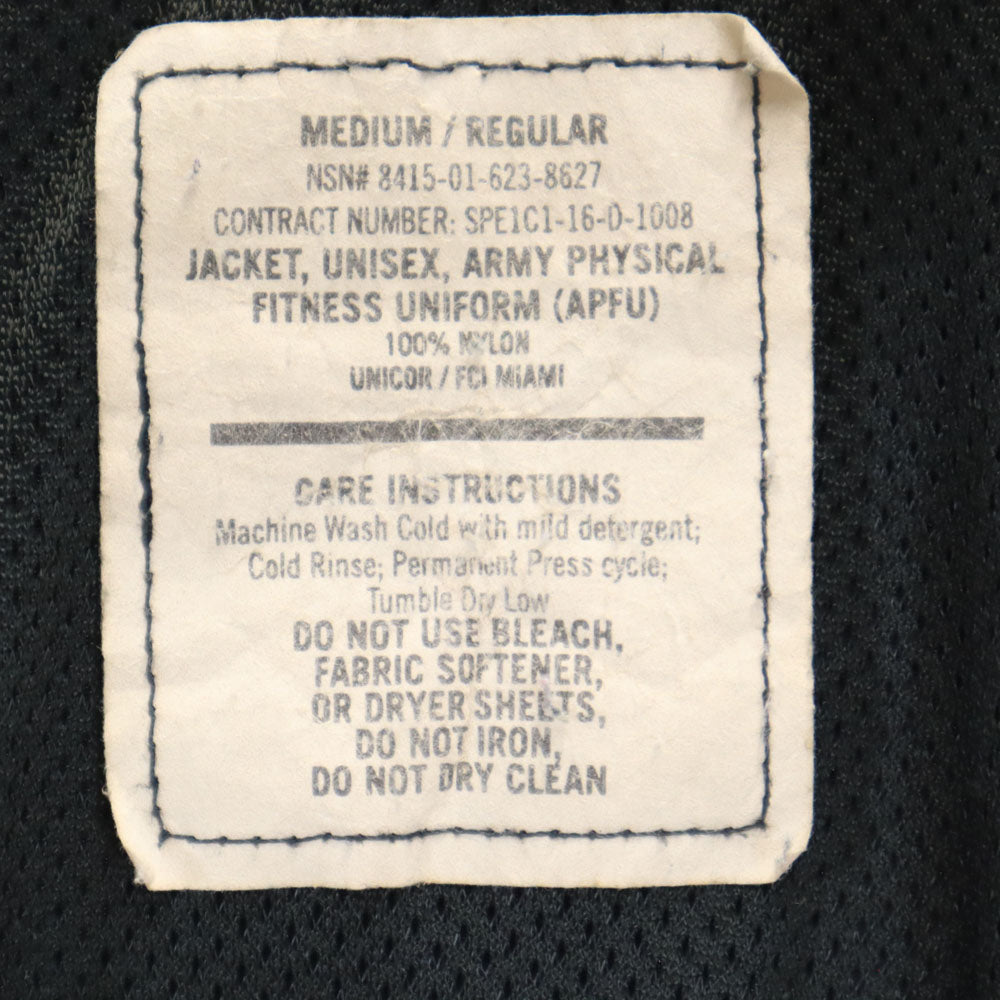 MEDIUM / REGULAR
NSN# 8415-01-623-8627
CONTRACT NUMBER: SPE1C1-16-D-1008
JACKET, UNISEX, ARMY PHYSICAL
FITNESS UNIFORM (APFU)
100% NYLON
UNICOR / FCI MIAMI
CARE INSTRUCTIONS
Machine Wash Cold with mild detergent;
Cold Rinse; Permanent Press cycle;
Tumble Dry Low
DO NOT USE BLEACH,
FABRIC SOFTENER,
OR DRYER SHEETS,
DO NOT IRON,
DO NOT DRY CLEAN